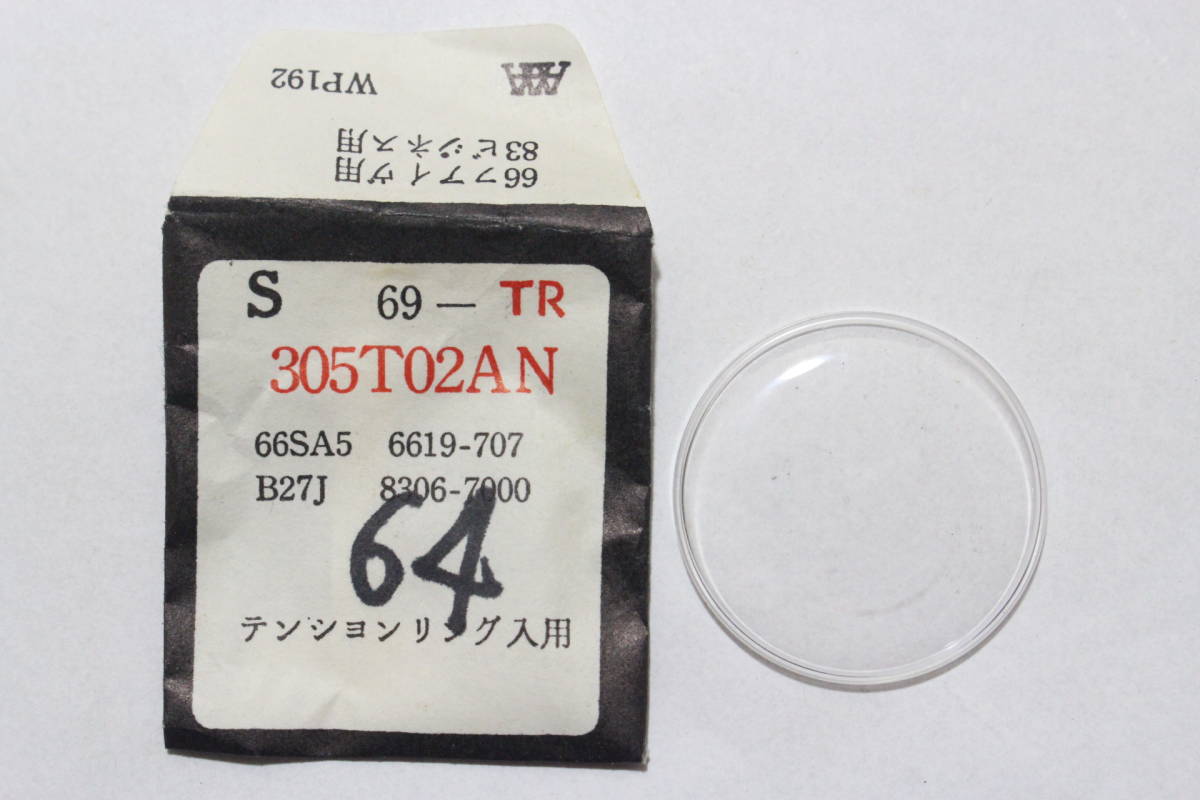 66ファイヴ用
83ビジネス用
WP192
S 69— TR
305T02AN
66SA5 6619-707
B27J 8306-7000
64
テンションリング入用